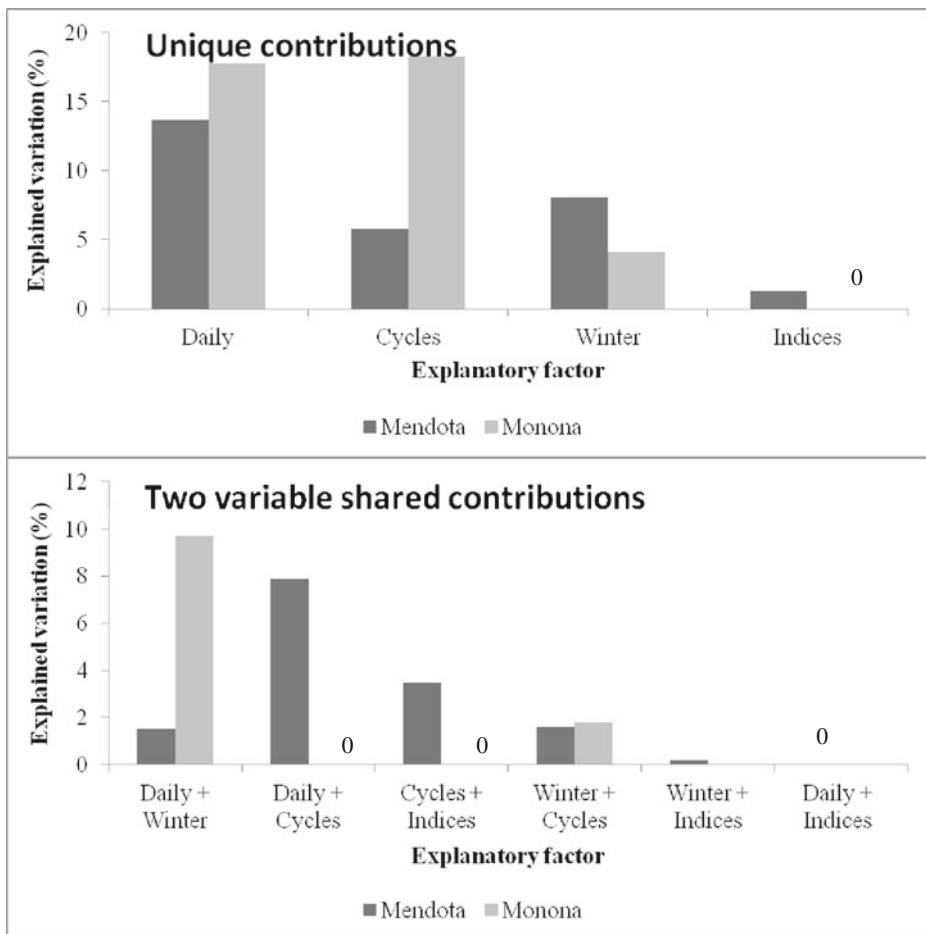 Unique contributions
Explained variation (%)
20
15
10
5
0
0
Daily
Cycles
Winter
Indices
Explanatory factor
Mendota
Monona
Two variable shared contributions
Explained variation (%)
12
10
8
6
4
2
0
0
0
0
Daily +
Winter
Daily +
Cycles
Cycles +
Indices
Winter +
Cycles
Winter +
Indices
Daily +
Indices
Explanatory factor
Mendota
Monona